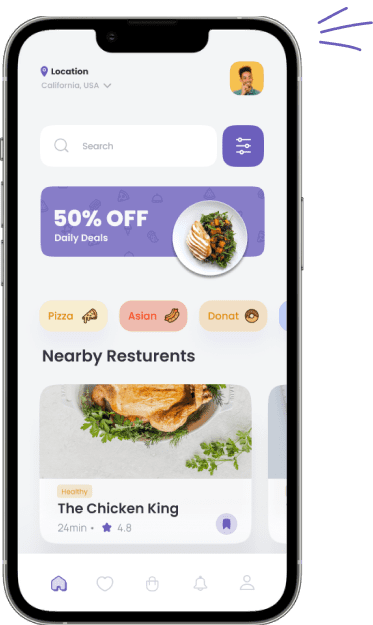 Location
California, USA
Search
50% OFF
Daily Deals
Pizza
Asian
Donat
Nearby Resturents
Healthy
The Chicken King
24min • 4.8